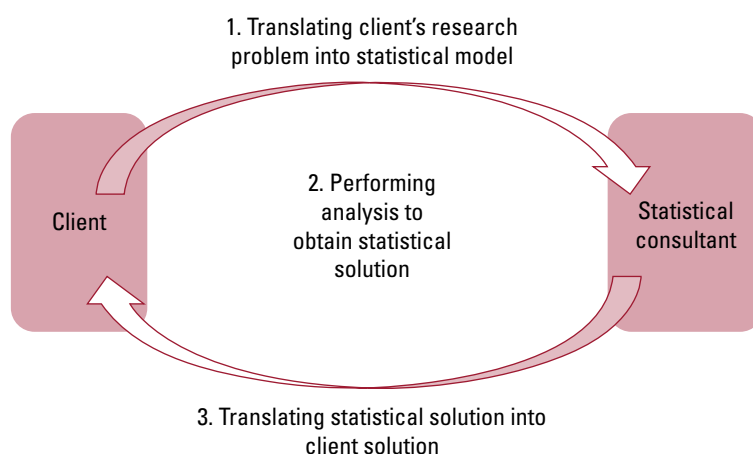 1. Translating client’s research
problem into statistical model
Client
2. Performing
analysis to
obtain statistical
solution
Statistical
consultant
3. Translating statistical solution into
client solution